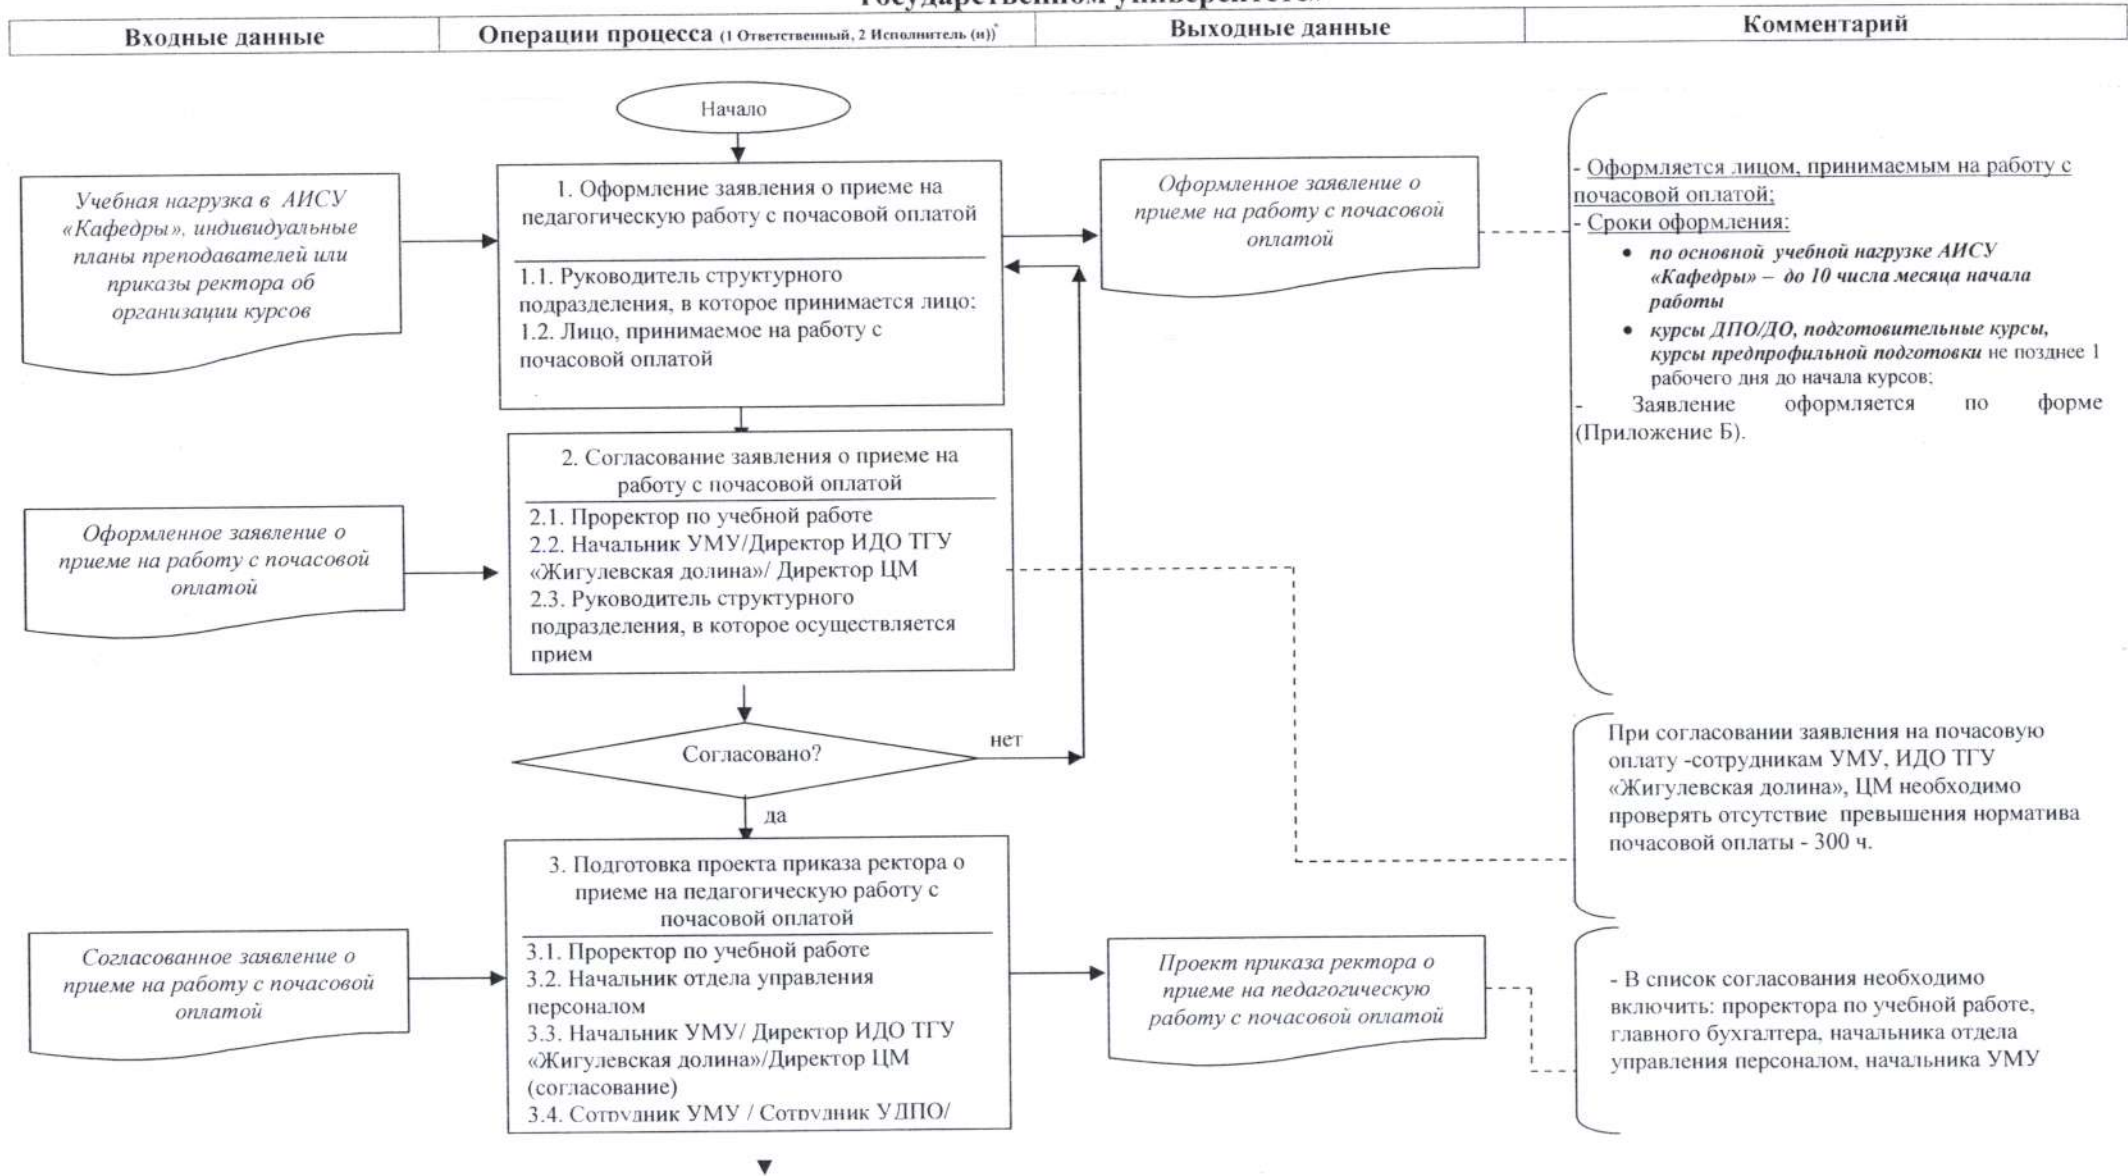 Входные данные
Операции процесса (1 Ответственный, 2 Исполнитель (и))*
Выходные данные
Комментарий
Начало
Учебная нагрузка в АИСУ
«Кафедры», индивидуальные
планы преподавателей или
приказы ректора об
организации курсов
1. Оформление заявления о приеме на
педагогическую работу с почасовой оплатой
1.1. Руководитель структурного
подразделения, в которое принимается лицо:
1.2. Лицо, принимаемое на работу с
почасовой оплатой
Оформленное заявление о
приеме на работу с почасовой
оплатой
- Оформляется лицом, принимаемым на работу с
почасовой оплатой;
- Сроки оформления:
• по основной учебной нагрузке АИСУ
«Кафедры» – до 10 числа месяца начала
работы
• курсы ДПО/ДО, подготовительные курсы,
курсы предпрофильной подготовки не позднее 1
рабочего дня до начала курсов;
- Заявление оформляется по форме
(Приложение Б).
Оформленное заявление о
приеме на работу с почасовой
оплатой
2. Согласование заявления о приеме на
работу с почасовой оплатой
2.1. Проректор по учебной работе
2.2. Начальник УМУ/Директор ИДО ТГУ
«Жигулевская долина»/ Директор ЦМ
2.3. Руководитель структурного
подразделения, в которое осуществляется
прием
Согласовано?
нет
да
При согласовании заявления на почасовую
оплату -сотрудникам УМУ, ИДО ТГУ
«Жигулевская долина», ЦМ необходимо
проверять отсутствие превышения норматива
почасовой оплаты - 300 ч.
Согласованное заявление о
приеме на работу с почасовой
оплатой
3. Подготовка проекта приказа ректора о
приеме на педагогическую работу с
почасовой оплатой
3.1. Проректор по учебной работе
3.2. Начальник отдела управления
персоналом
3.3. Начальник УМУ/ Директор ИДО ТГУ
«Жигулевская долина»/Директор ЦМ
(согласование)
3.4. Сотрудник УМУ / Сотрудник УДПО/
Проект приказа ректора о
приеме на педагогическую
работу с почасовой оплатой
- В список согласования необходимо
включить: проректора по учебной работе,
главного бухгалтера, начальника отдела
управления персоналом, начальника УМУ